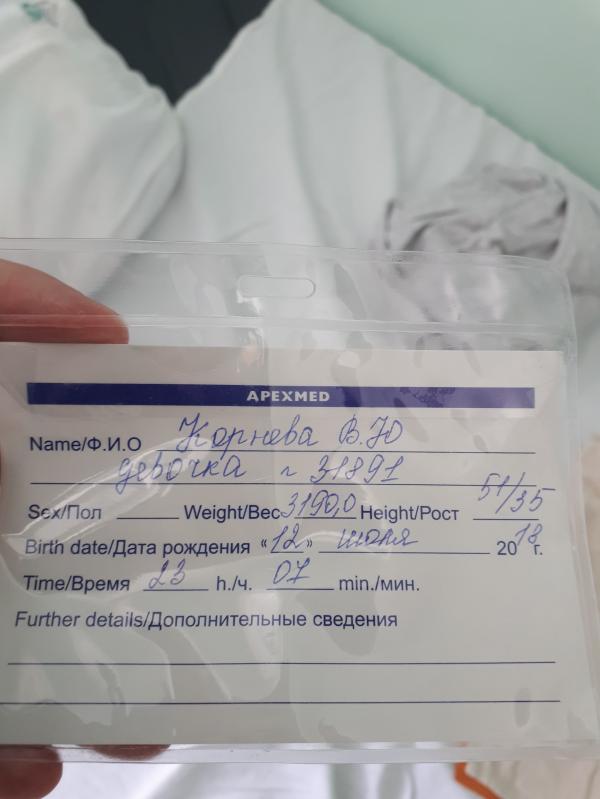 APEXMED
Name/Ф.И.О Корнева В.Ю
девочка г 31891
Sex/Пол Weight/Вес 3190,0 Height/Рост 51/35
Birth date/Дата рождения «12» июля 2018 г.
Time/Время 23 h./ч. 07 min./мин.
Further details/Дополнительные сведения